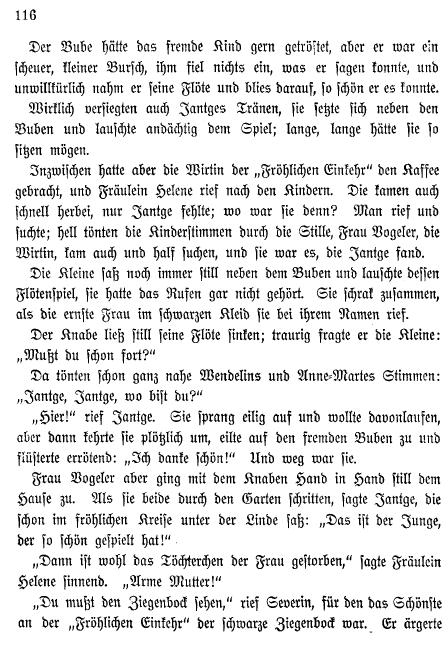 116
Der Bube hätte das fremde Kind gern getröstet, aber er war ein
scheuer, kleiner Bursch, ihm fiel nichts ein, was er sagen konnte, und
unwillkürlich nahm er seine Flöte und blies darauf, so schön er es konnte.
Wirklich versiegten auch Jantges Tränen, sie setzte sich neben den
Buben und lauschte andächtig dem Spiel; lange, lange hätte sie so
sitzen mögen.
Inzwischen hatte aber die Wirtin der „Fröhlichen Einkehr“ den Kaffee
gebracht, und Fräulein Helene rief nach den Kindern. Die kamen auch
schnell herbei, nur Jantge fehlte; wo war sie denn? Man rief und
suchte; hell tönten die Kinderstimmen durch die Stille, Frau Vogeler, die
Wirtin, kam auch und half suchen, und sie war es, die Jantge fand.
Die Kleine saß noch immer still neben dem Buben und lauschte dessen
Flötenspiel, sie hatte das Rufen gar nicht gehört. Sie schrak zusammen,
als die ernste Frau im schwarzen Kleid sie bei ihrem Namen rief.
Der Knabe ließ still seine Flöte sinken; traurig fragte er die Kleine:
„Mußt du schon fort?“
Da tönten schon ganz nahe Wendelins und Anne-Martes Stimmen:
„Jantge, Jantge, wo bist du?“
„Hier!“ rief Jantge. Sie sprang eilig auf und wollte davonlaufen,
aber dann kehrte sie plötzlich um, eilte auf den fremden Buben zu und
flüsterte errötend: „Ich danke schön!“ Und weg war sie.
Frau Vogeler aber ging mit dem Knaben Hand in Hand still dem
Hause zu. Als sie beide durch den Garten schritten, sagte Jantge, die
schon im fröhlichen Kreise unter der Linde saß: „Das ist der Junge,
der so schön gespielt hat!“
„Dann ist wohl das Töchterchen der Frau gestorben,“ sagte Fräulein
Helene sinnend. „Arme Mutter!“
„Du mußt den Ziegenbock sehen,“ rief Severin, für den das Schönste
an der „Fröhlichen Einkehr“ der schwarze Ziegenbock war. Er ärgerte